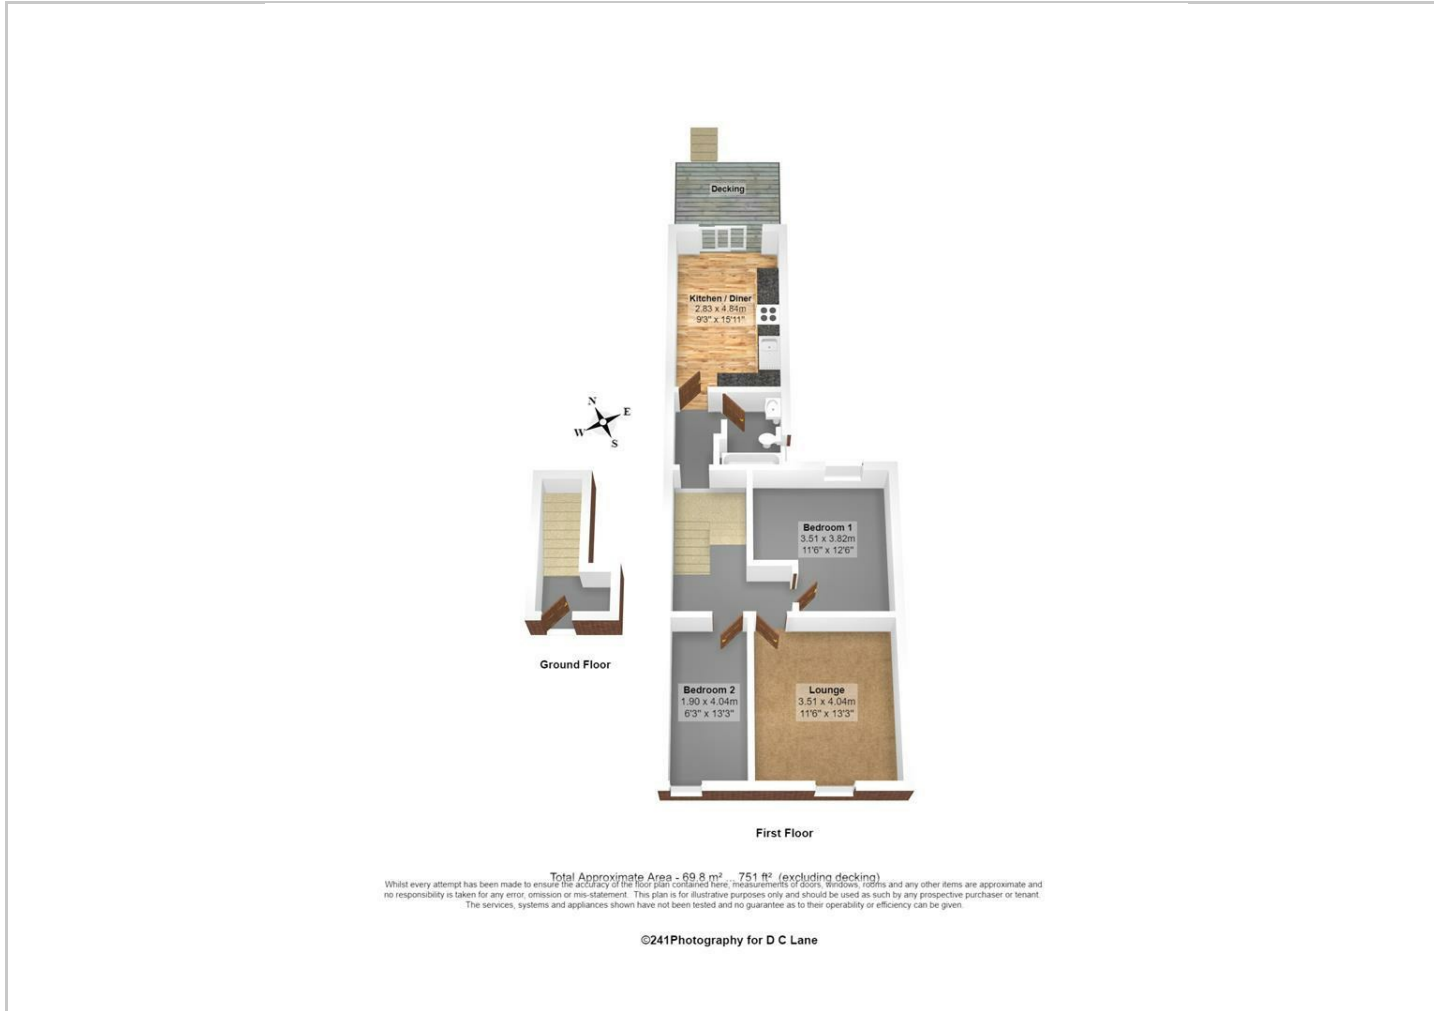 Decking
Kitchen / Diner
2.83 x 4.84m
9'3" x 15'11"
N
E
W
S
Bedroom 1
3.51 x 3.82m
11'6" x 12'6"
Ground Floor
Bedroom 2
1.90 x 4.04m
6'3" x 13'3"
Lounge
3.51 x 4.04m
11'6" x 13'3"
First Floor
Total Approximate Area - 69.8 m² ... 751 ft² (excluding decking)
Whilst every attempt has been made to ensure the accuracy of the floor plan contained here, measurements of doors, windows, rooms and any other items are approximate and
no responsibility is taken for any error, omission or mis-statement. This plan is for illustrative purposes only and should be used as such by any prospective purchaser or tenant.
The services, systems and appliances shown have not been tested and no guarantee as to their operability or efficiency can be given.
©241Photography for D C Lane